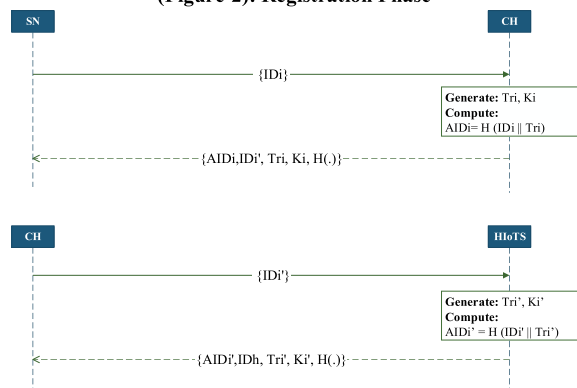 (Figure 2): Registration Phase
SN
CH
{IDi}
Generate: Tri, Ki
Compute:
AIDi= H (IDi || Tri)
{AIDi,IDi', Tri, Ki, H(.)}
CH
HIoTS
{IDi'}
Generate: Tri’, Ki’
Compute:
AIDi’ = H (IDi' || Tri’)
{AIDi',IDh, Tri', Ki', H(.)}